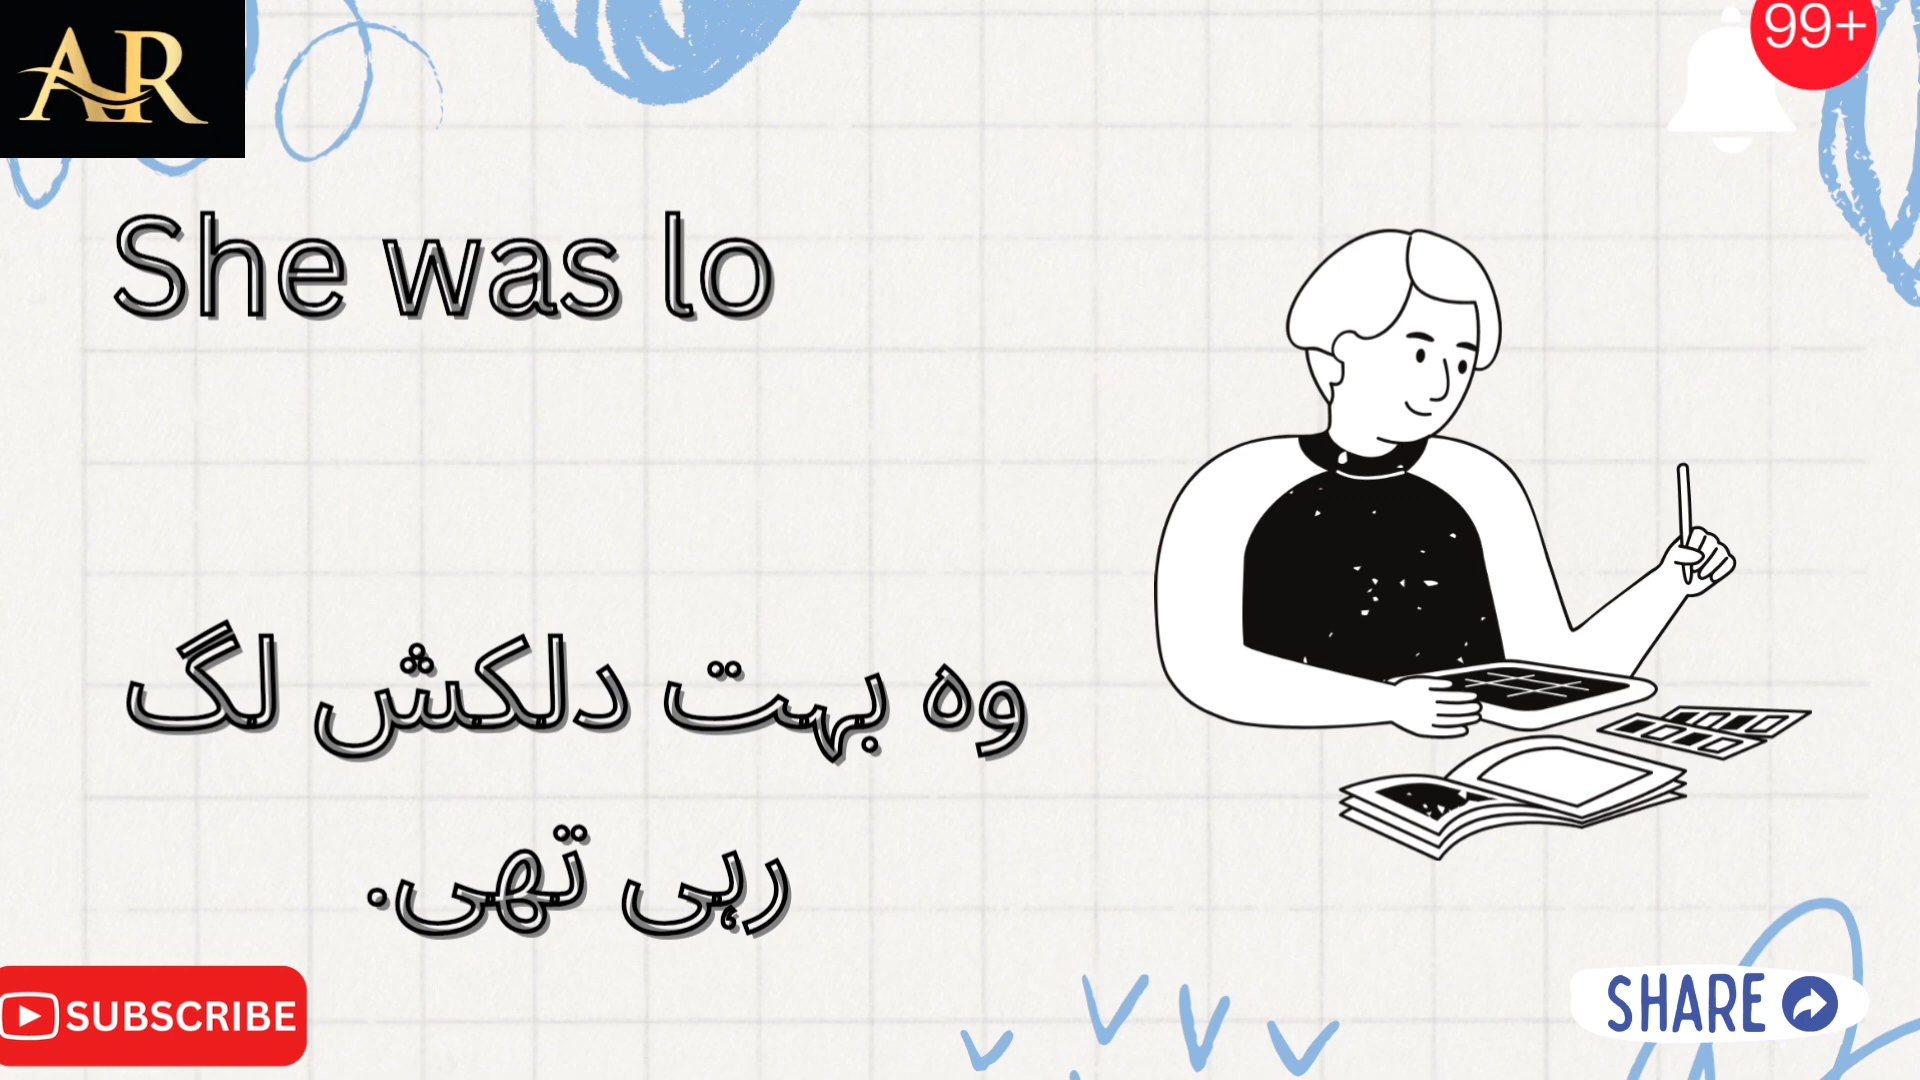 AR
99+
She was lo
وہ بہت دلکش لگ
رہی تھی.
SUBSCRIBE
SHARE